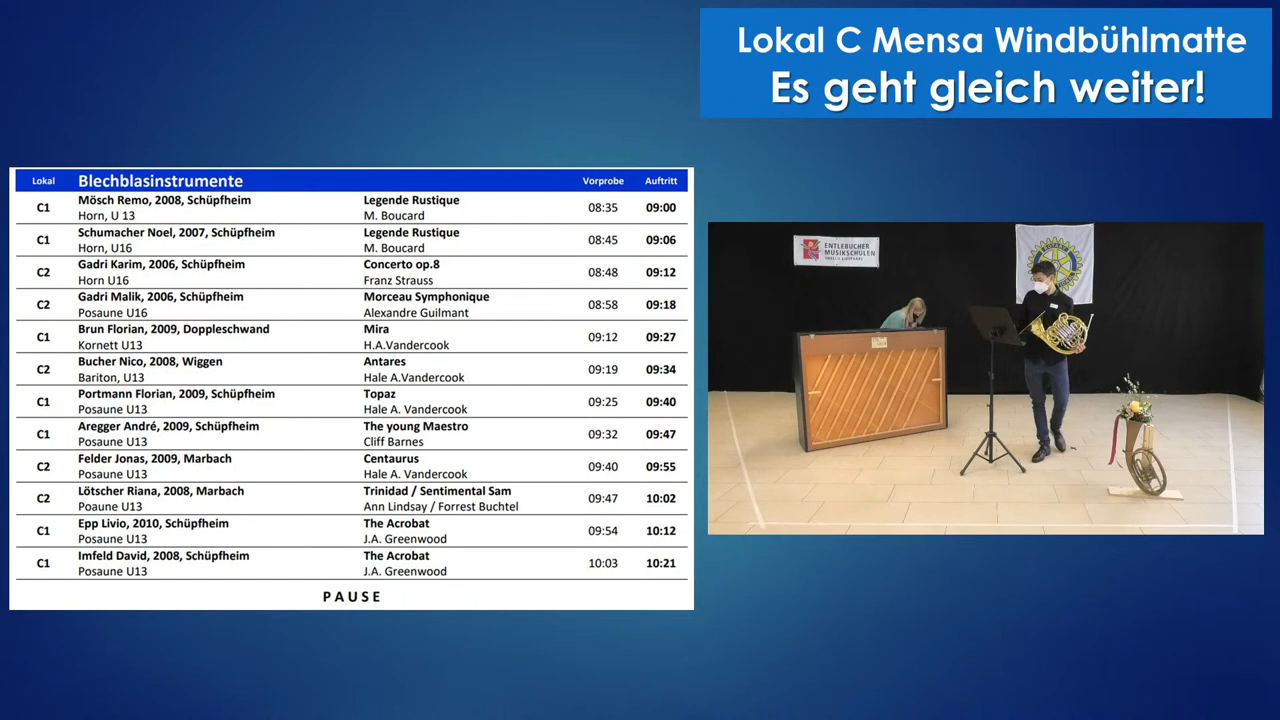 Lokal C Mensa Windbühlmatte
Es geht gleich weiter!
Lokal Blechblasinstrumente Vorprobe Auftritt
C1 Mösch Remo, 2008, Schüpfheim Legende Rustique 08:35 09:00
Horn, U 13 M. Boucard
C1 Schumacher Noel, 2007, Schüpfheim Legende Rustique 08:45 09:06
Horn, U16 M. Boucard
C2 Gadri Karim, 2006, Schüpfheim Concerto op.8 08:48 09:12
Horn U16 Franz Strauss
C2 Gadri Malik, 2006, Schüpfheim Morceau Symphonique 08:58 09:18
Posaune U16 Alexandre Guilmant
C1 Brun Florian, 2009, Doppleschwand Mira 09:12 09:27
Kornett U13 H.A.Vandercook
C2 Bucher Nico, 2008, Wiggen Antares 09:19 09:34
Bariton, U13 Hale A.Vandercook
C1 Portmann Florian, 2009, Schüpfheim Topaz 09:25 09:40
Posaune U13 Hale A. Vandercook
C1 Aregger André, 2009, Schüpfheim The young Maestro 09:32 09:47
Posaune U13 Cliff Barnes
C2 Felder Jonas, 2009, Marbach Centaurus 09:40 09:55
Posaune U13 Hale A. Vandercook
C2 Lötscher Riana, 2008, Marbach Trinidad / Sentimental Sam 09:47 10:02
Poaune U13 Ann Lindsay / Forrest Buchtel
C1 Epp Livio, 2010, Schüpfheim The Acrobat 09:54 10:12
Posaune U13 J.A. Greenwood
C1 Imfeld David, 2008, Schüpfheim The Acrobat 10:03 10:21
Posaune U13 J.A. Greenwood
PAUSE
ENTLEBUCHER
MUSIKSCHULEN